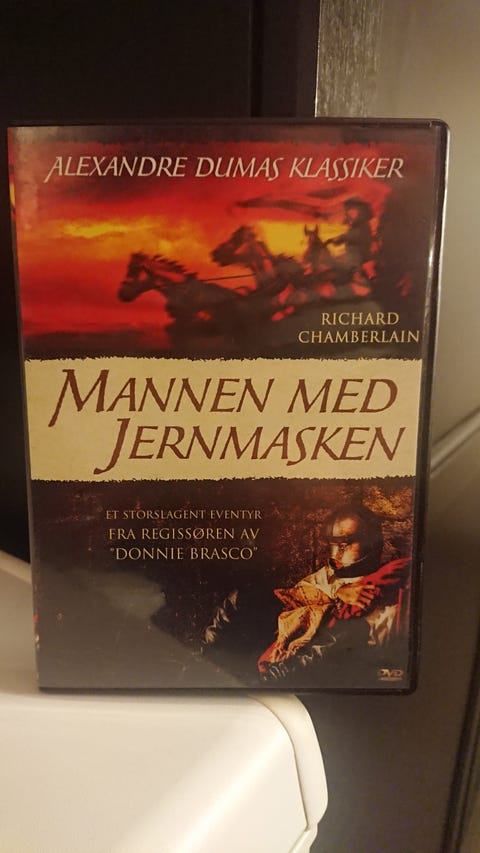 ALEXANDRE DUMAS KLASSIKER
RICHARD
CHAMBERLAIN
MANNEN MED
JERNMASKEN
ET STORSLAGENT EVENTYR
FRA REGISSØREN AV
"DONNIE BRASCO"
DVD